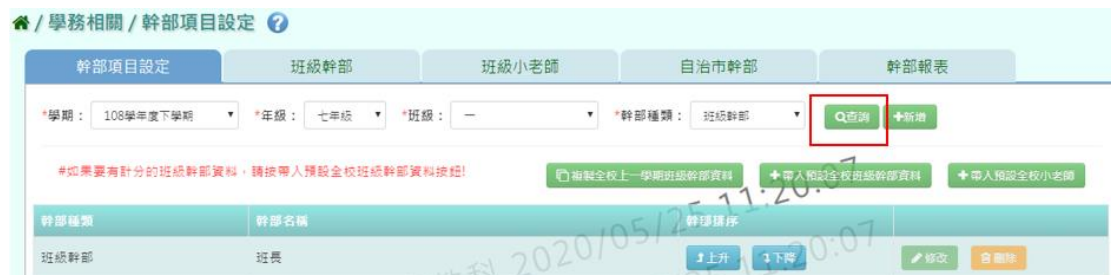 / 學務相關 / 幹部項目設定 ?
幹部項目設定 班級幹部 班級小老師 自治市幹部 幹部報表
*學期： 108學年度下學期 *年級： 七年級 *班級： 一 *幹部種類： 班級幹部 查詢 +新增
#如果要有計分的班級幹部資料，請按帶入預設全校班級幹部資料按鈕! 複製全校上一學期班級幹部資料 +帶入預設全校班級幹部資料 +帶入預設全校小老師
幹部種類 幹部名稱 幹部排序
班級幹部 班長 上升 下降 修改 刪除
2020/05/25 11:20:07
:20:07